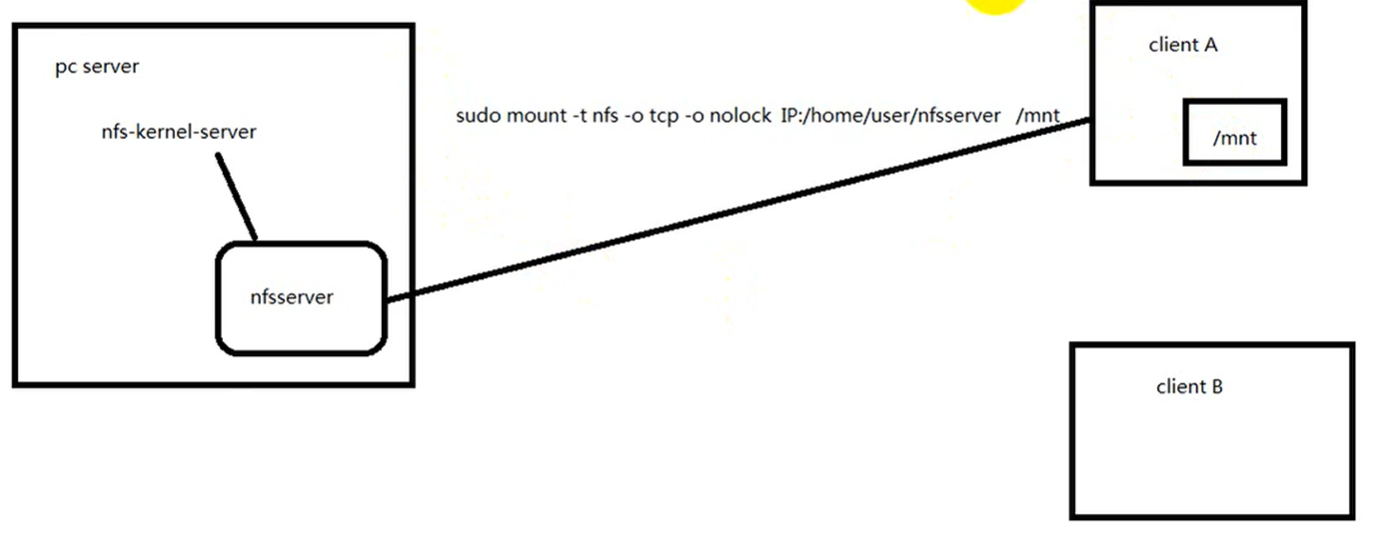 pc server
nfs-kernel-server
nfsserver
sudo mount -t nfs -o tcp -o nolock IP:/home/user/nfsserver /mnt
client A
/mnt
client B